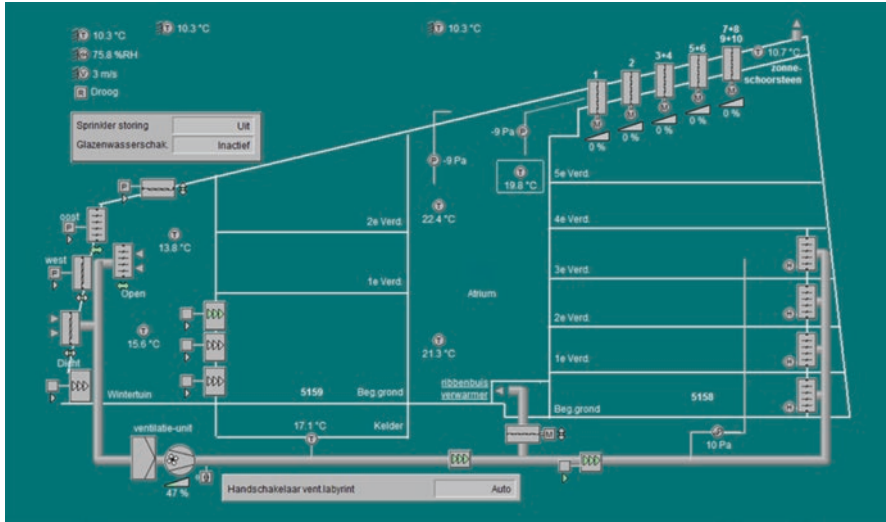 T 10.3 °C
T 10.3 °C
T 10.3 °C
75.8 %RH
V 3 m/s
R Droog
7+8
9+10
5+6
3+4
2
1
T 10.7 °C
zonne-
schoorsteen
M
M
M
M
M
0 %
0 %
0 %
0 %
0 %
Sprinkler storing Uit
Glazenwasserschak. Inactief
P -9 Pa
-9 Pa P
T
19.8 °C
5e Verd.
P
oost
P
T
22.4 °C
2e Verd.
4e Verd.
T
13.8 °C
west
P
Open
1e Verd.
Atrium
3e Verd.
H
H
2e Verd.
T
15.6 °C
T
21.3 °C
H
1e Verd.
Dicht
Wintertuin
5159
Beg.grond
ribbenbuis
verwarmer
5158
H
Beg.grond
Kelder
ventilatie-unit
17.1 °C
T
M
10 Pa
47 %
Handschakelaar vent.labyrint Auto